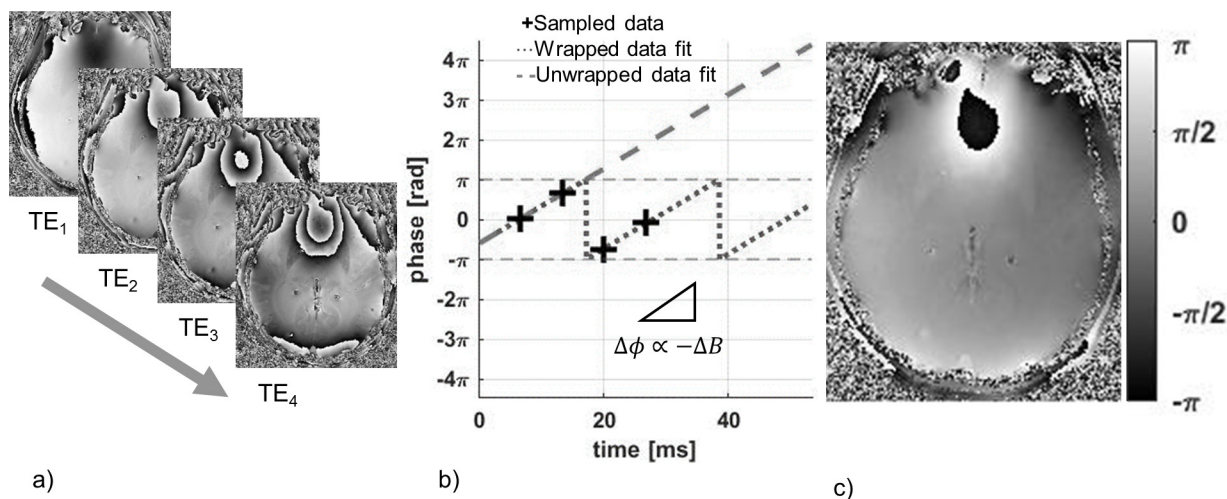 TE₁
TE₂
TE₃
TE₄
a)
Sampled data
Wrapped data fit
Unwrapped data fit
4π
3π
2π
π
0
-π
-2π
-3π
-4π
phase [rad]
Δϕ ∝ −ΔB
0 20 40
time [ms]
b)
π
π/2
0
-π/2
-π
c)